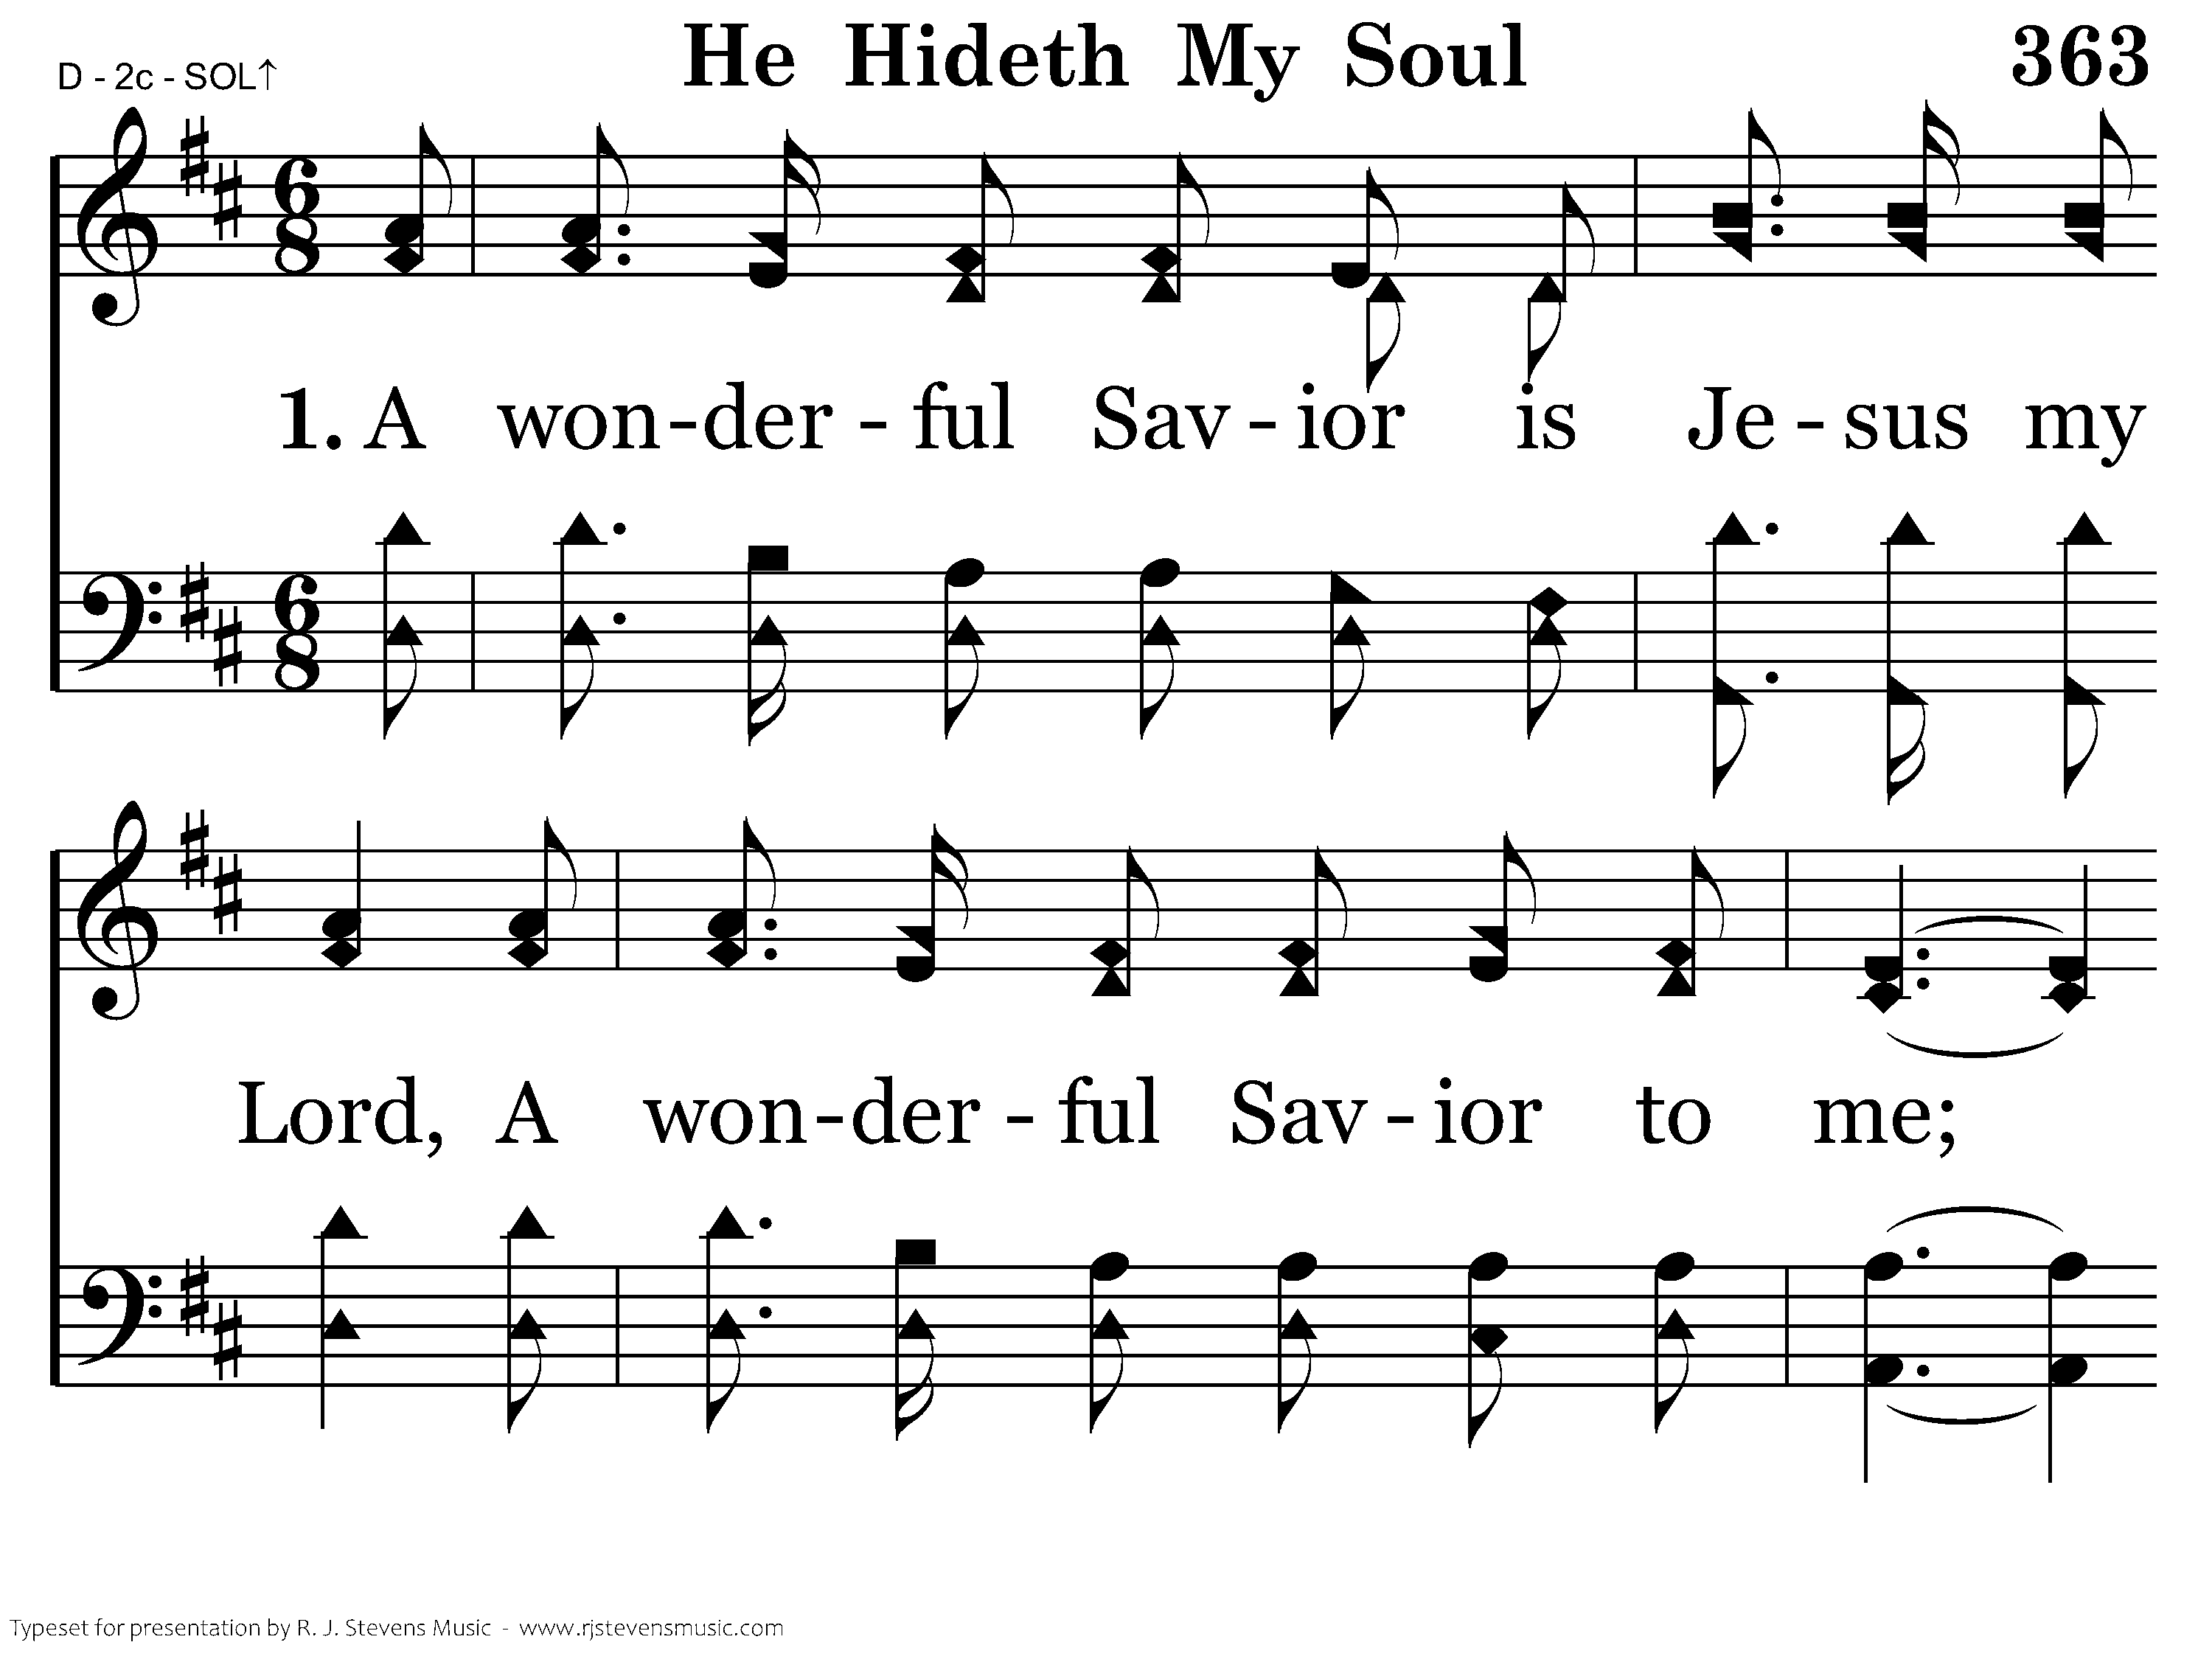 He Hideth My Soul 363
D - 2c - SOL↑
1. A won - der - ful Sav - ior is Je - sus my
Lord, A won - der - ful Sav - ior to me;
Typeset for presentation by R. J. Stevens Music - www.rjstevensmusic.com